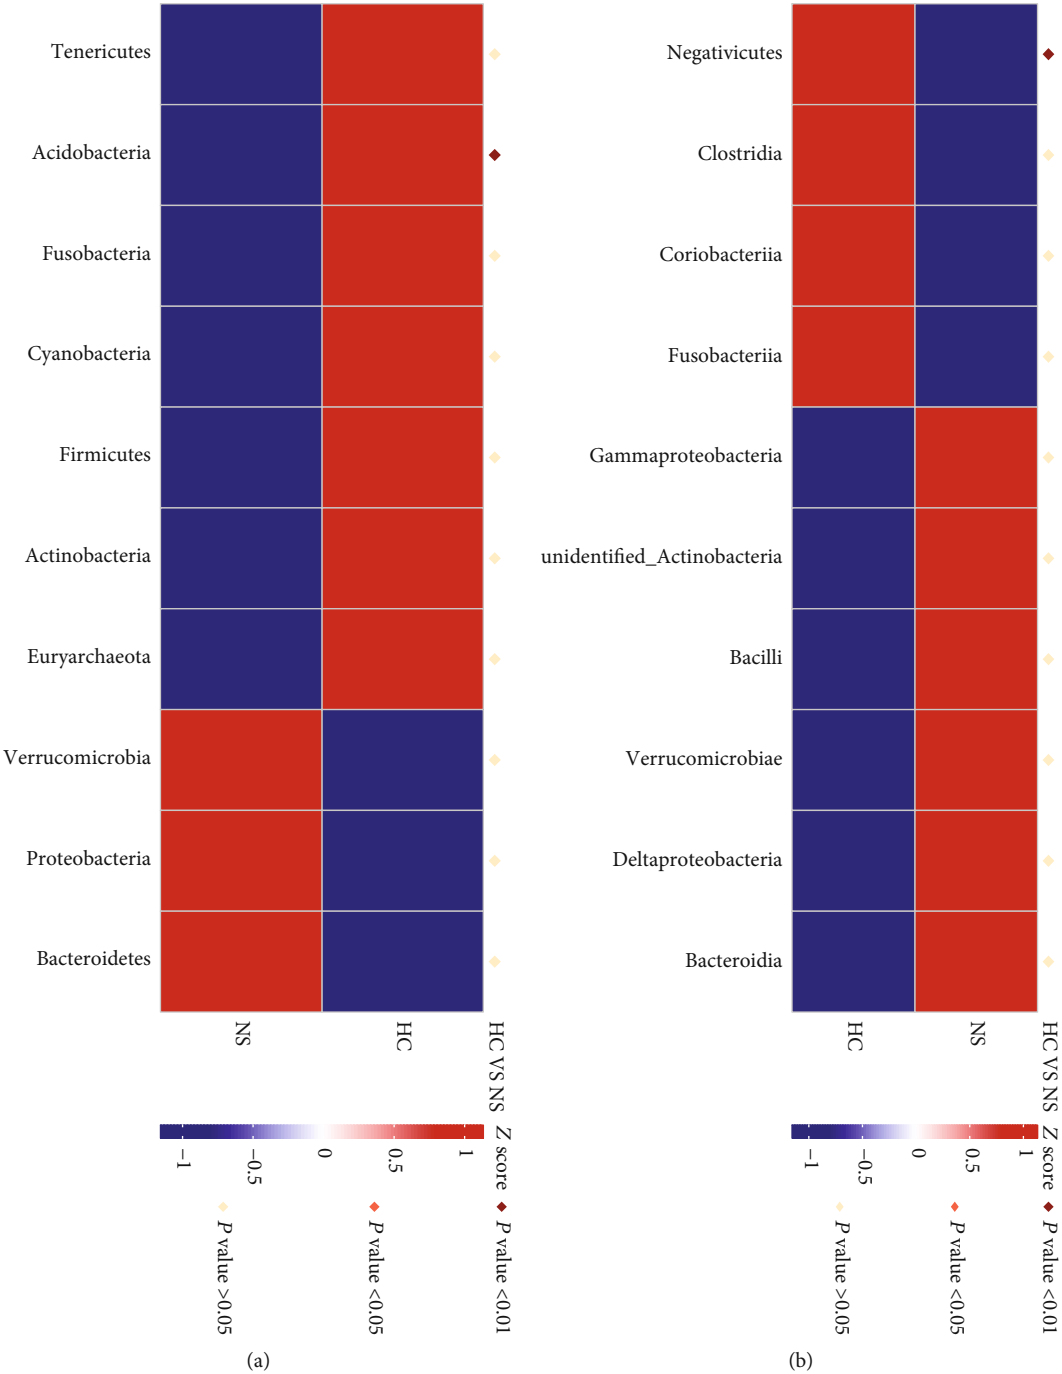 Tenericutes
Acidobacteria
Fusobacteria
Cyanobacteria
Firmicutes
Actinobacteria
Euryarchaeota
Verrucomicrobia
Proteobacteria
Bacteroidetes
NS
HC
HC VS NS
Z score
1
0.5
0
−0.5
−1
P value <0.01
P value <0.05
P value >0.05
(a)
Negativicutes
Clostridia
Coriobacteriia
Fusobacteriia
Gammaproteobacteria
unidentified_Actinobacteria
Bacilli
Verrucomicrobiae
Deltaproteobacteria
Bacteroidia
HC
NS
HC VS NS
Z score
1
0.5
0
−0.5
−1
P value <0.01
P value <0.05
P value >0.05
(b)